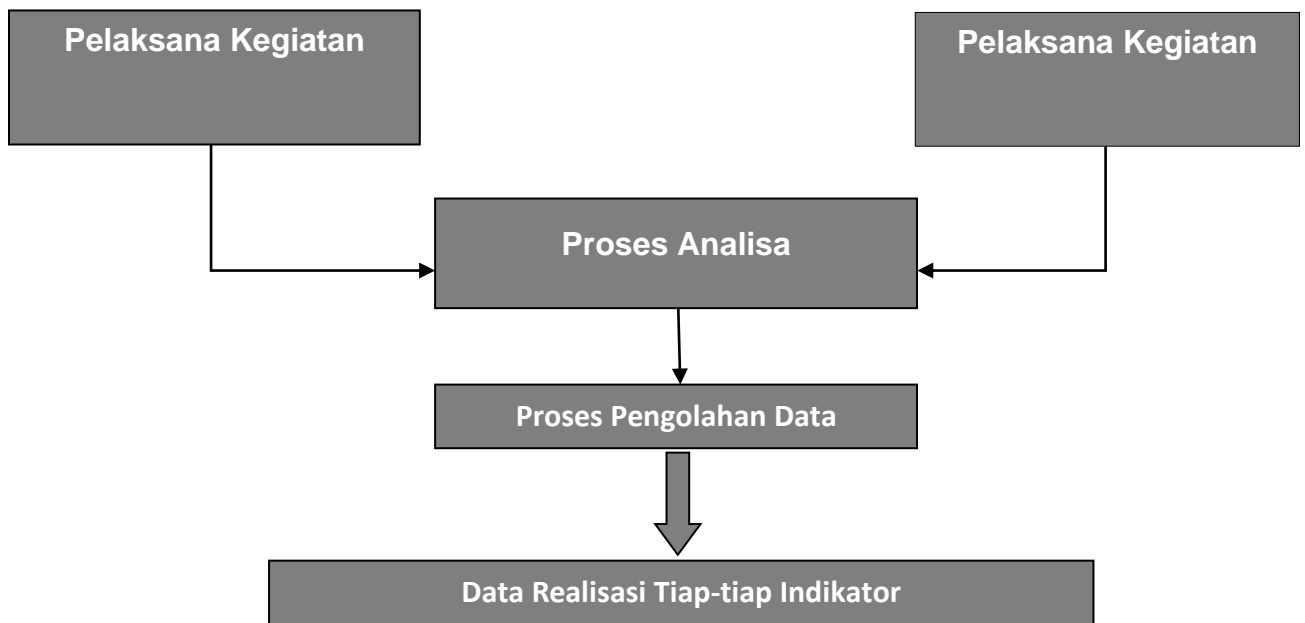 Pelaksana Kegiatan
Pelaksana Kegiatan
Proses Analisa
Proses Pengolahan Data
Data Realisasi Tiap-tiap Indikator